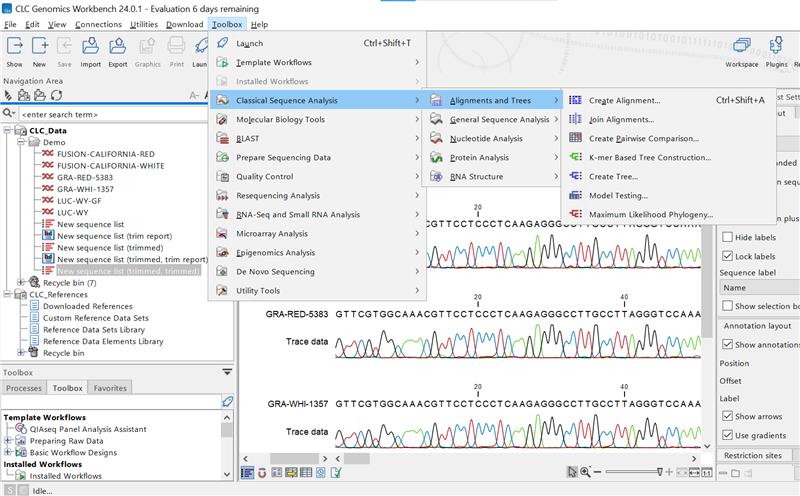 CLC Genomics Workbench 24.0.1 - Evaluation 6 days remaining
File Edit View Connections Utilities Download Toolbox Help
Show New Save Import Export Graphics Print Workspace Plugins
Navigation Area
<enter search term>
CLC_Data
Demo
FUSION-CALIFORNIA-RED
FUSION-CALIFORNIA-WHITE
GRA-RED-5383
GRA-WHI-1357
LUC-WY-GF
LUC-WY
New sequence list
New sequence list (trim report)
New sequence list (trimmed)
New sequence list (trimmed, trim report)
New sequence list (trimmed, trimmed)
Recycle bin (7)
CLC_References
Downloaded References
Custom Reference Data Sets
Reference Data Sets Library
Reference Data Elements Library
Recycle bin
Toolbox
Processes Toolbox Favorites
Template Workflows
QIAseq Panel Analysis Assistant
Preparing Raw Data
Basic Workflow Designs
Installed Workflows
Installed Workflows
Idle...
Launch Ctrl+Shift+T
Template Workflows
Installed Workflows
Classical Sequence Analysis
Molecular Biology Tools
BLAST
Prepare Sequencing Data
Quality Control
Resequencing Analysis
RNA-Seq and Small RNA Analysis
Microarray Analysis
Epigenomics Analysis
De Novo Sequencing
Utility Tools
Alignments and Trees
General Sequence Analysis
Nucleotide Analysis
Protein Analysis
RNA Structure
Create Alignment... Ctrl+Shift+A
Join Alignments...
Create Pairwise Comparison...
K-mer Based Tree Construction...
Create Tree...
Model Testing...
Maximum Likelihood Phylogeny...
20
20 40
GRA-RED-5383 GTTCGTGGCAAACGTTCCTCAAGAGGGCCTTGCCTTAGGGTCCAAA
Trace data
20 40
GRA-WHI-1357
Trace data
Hide labels
Lock labels
Sequence label
Name
Show selection bo
Annotation layout
Show annotations
Position
Offset
Label
Show arrows
Use gradients
Restriction sites